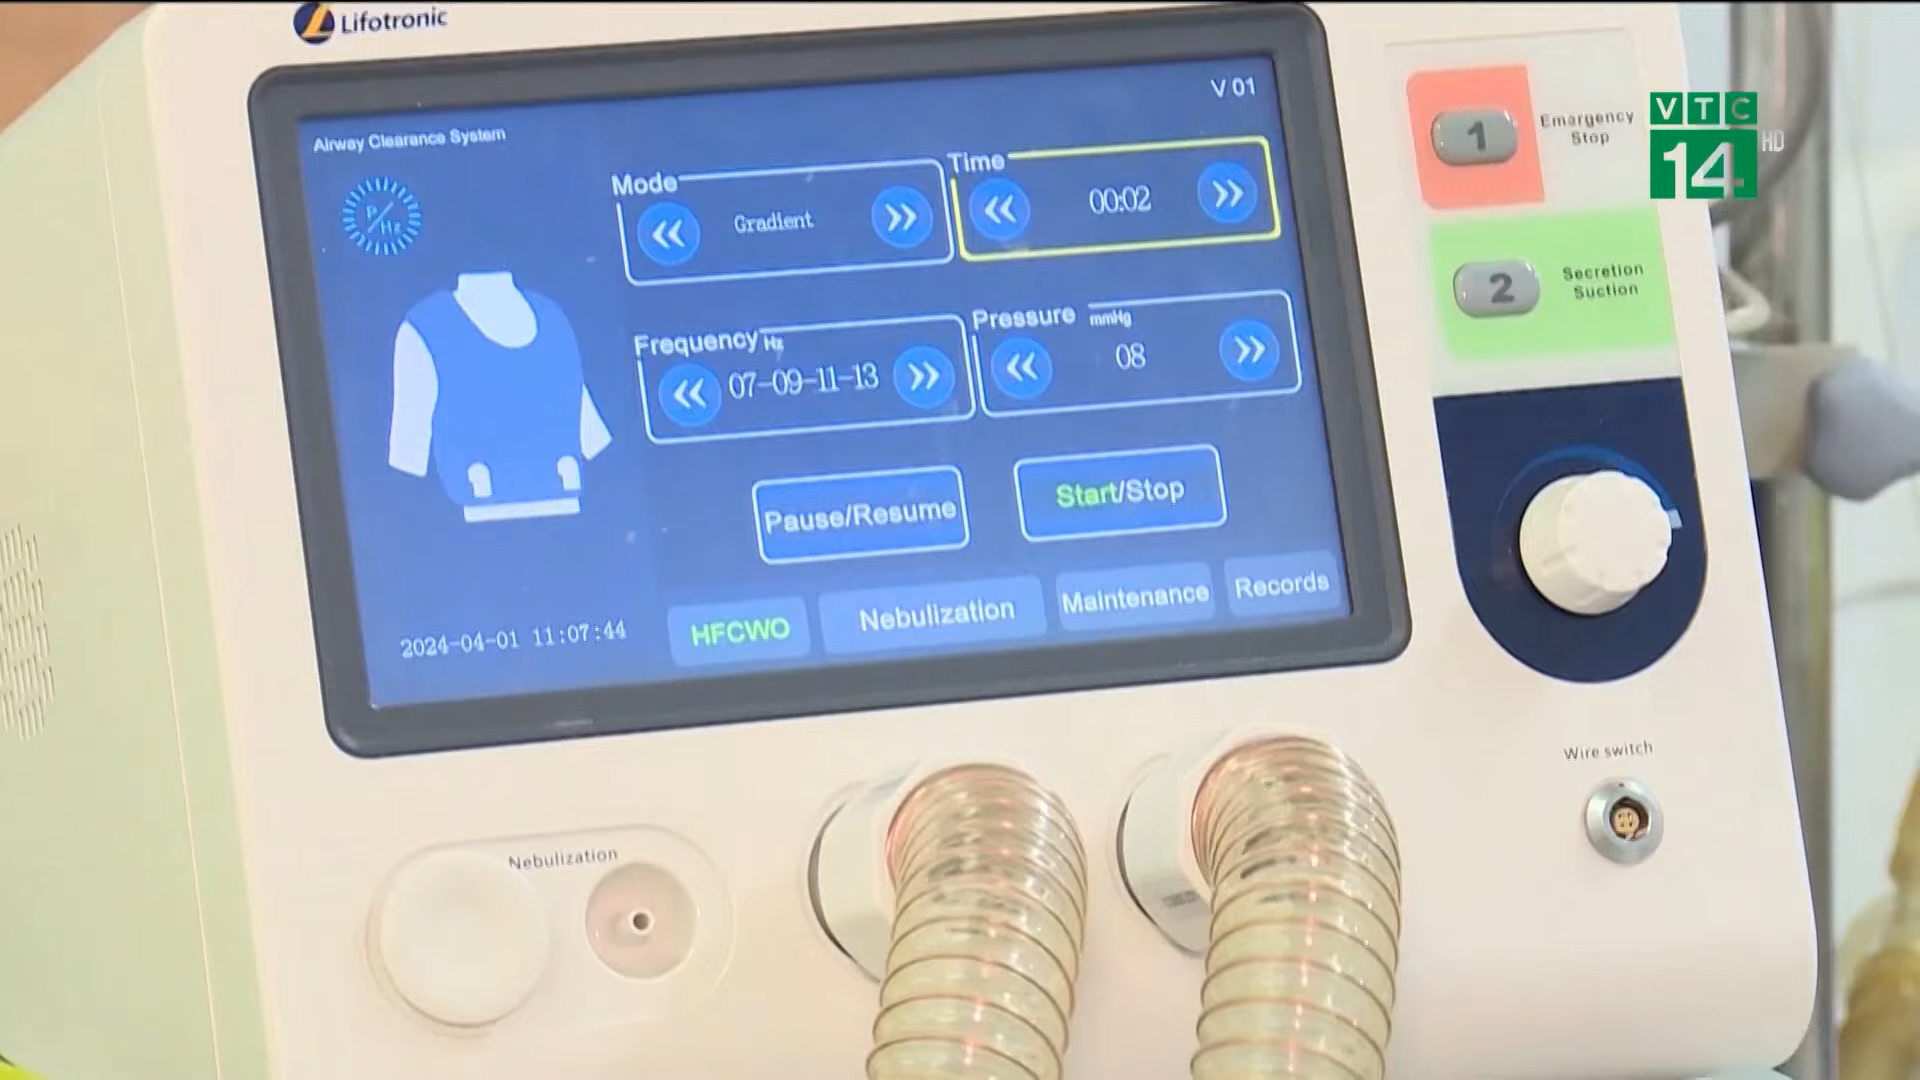 Lifotronic
V 01
Airway Clearance System
P/Hz
Mode
Gradient
Time
00:02
Frequency Hz
07-09-11-13
Pressure mmHg
08
Pause/Resume
Start/Stop
2024-04-01 11:07:44
HFCWO
Nebulization
Maintenance
Records
1
Emergency
Stop
2
Secretion
Suction
Wire switch
Nebulization
VTC
14
HD